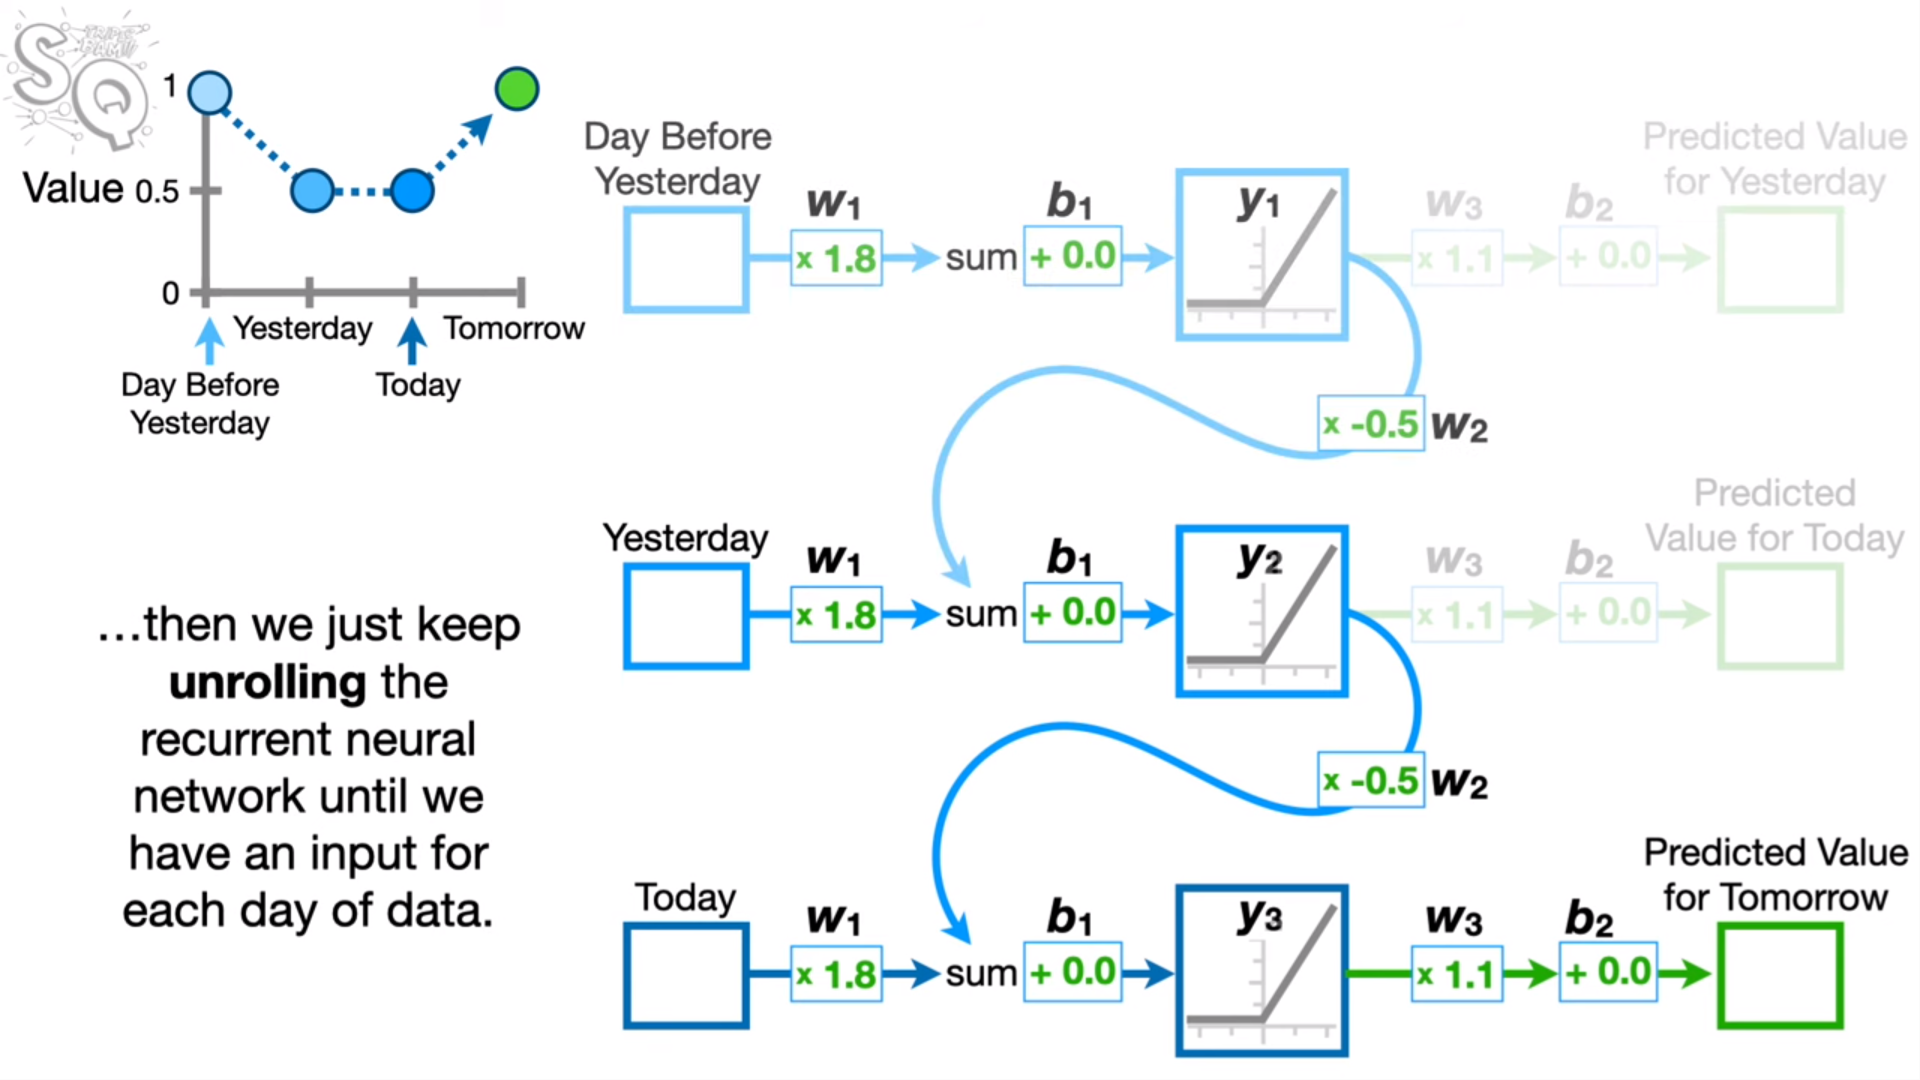 SQ
TRIPLE
BAM!!
1
Value 0.5
0
Yesterday
Tomorrow
Day Before
Yesterday
Today
...then we just keep
unrolling the
recurrent neural
network until we
have an input for
each day of data.
Day Before
Yesterday
w1
x 1.8
sum
b1
+ 0.0
y1
w3
x 1.1
b2
+ 0.0
Predicted Value
for Yesterday
x -0.5 w2
Yesterday
w1
x 1.8
sum
b1
+ 0.0
y2
w3
x 1.1
b2
+ 0.0
Predicted
Value for Today
x -0.5 w2
Today
w1
x 1.8
sum
b1
+ 0.0
y3
w3
x 1.1
b2
+ 0.0
Predicted Value
for Tomorrow